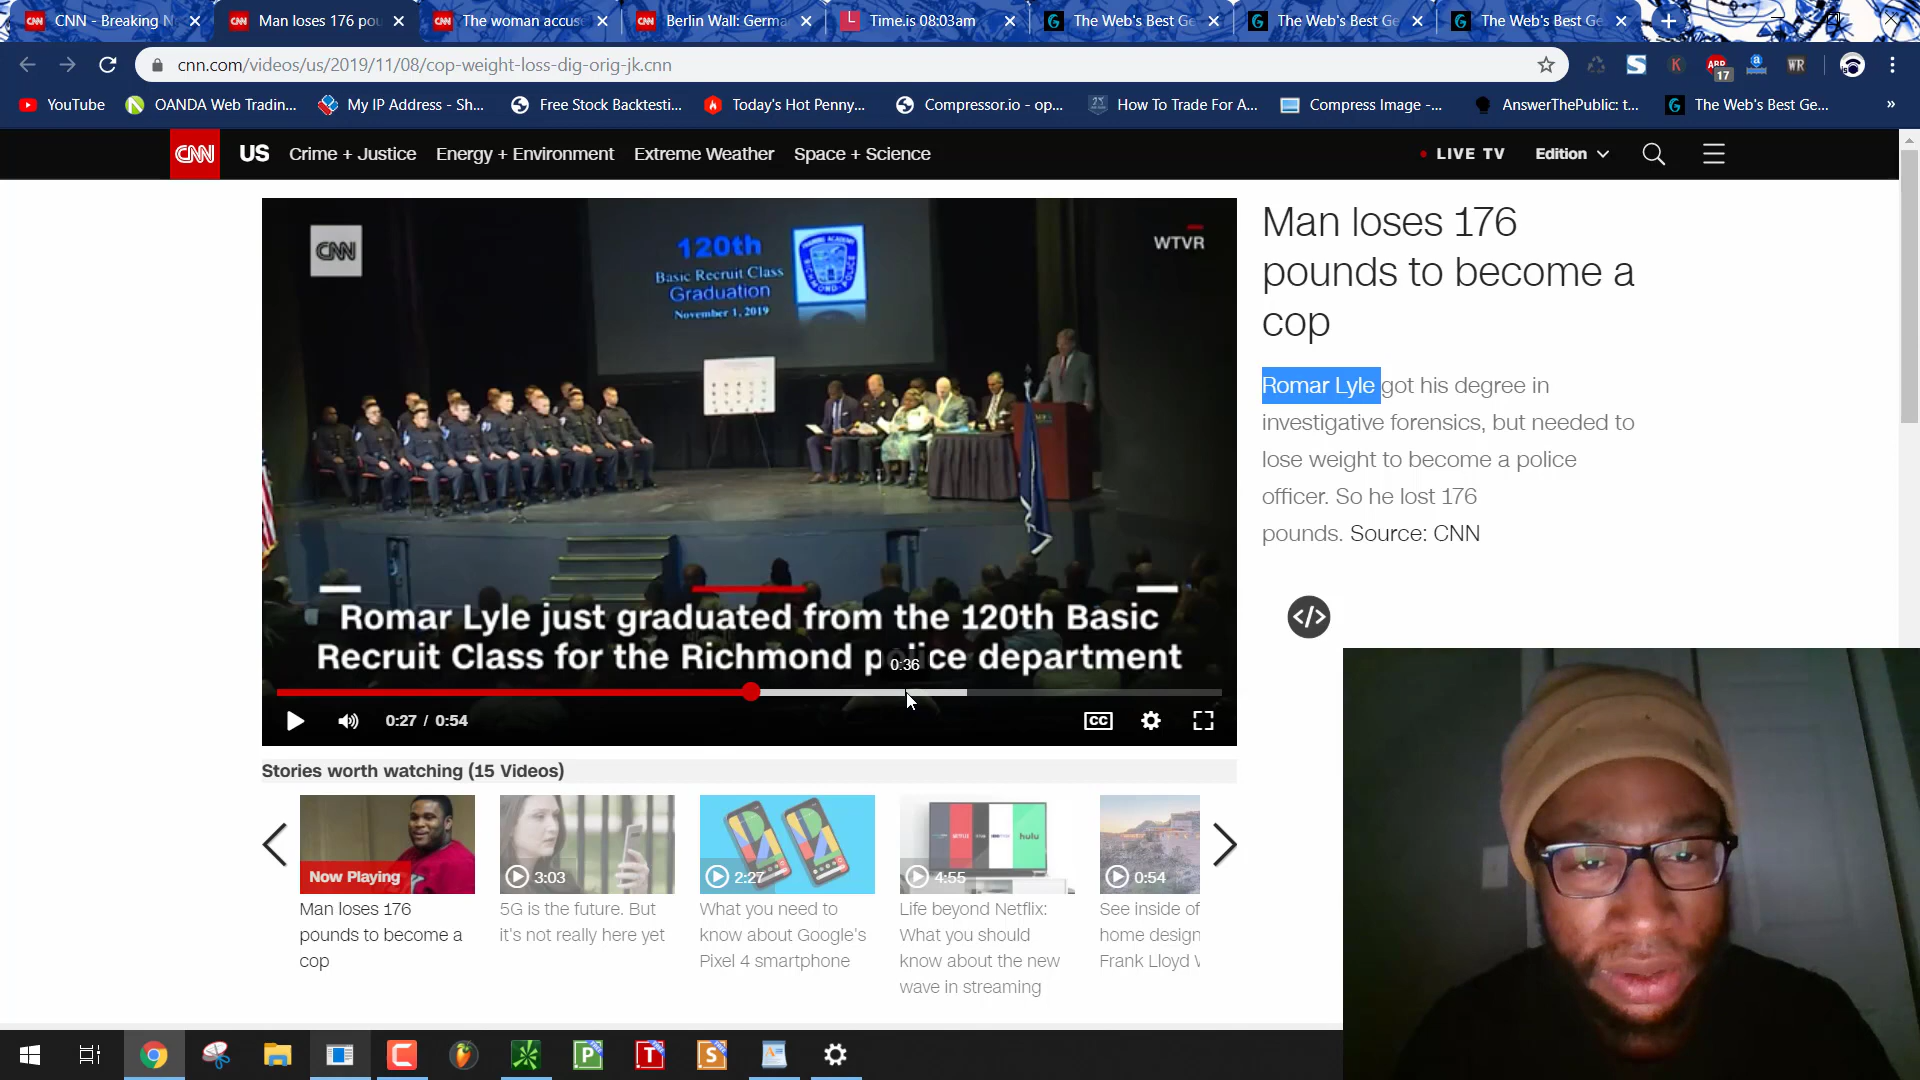 CNN - Breaking N
Man loses 176 pou
The woman accuse
Berlin Wall: Germa
Time.is 08:03am
The Web's Best Ge
The Web's Best Ge
The Web's Best Ge
cnn.com/videos/us/2019/11/08/cop-weight-loss-dig-orig-jk.cnn
ABP
17
WR
YouTube
OANDA Web Tradin...
My IP Address - Sh...
Free Stock Backtesti...
Today's Hot Penny...
Compressor.io - op...
How To Trade For A...
Compress Image -...
AnswerThePublic: t...
The Web's Best Ge...
»
CNN
US
Crime + Justice
Energy + Environment
Extreme Weather
Space + Science
LIVE TV
Edition
CNN
WTVR
120th
Basic Recruit Class
Graduation
November 1, 2019
Romar Lyle just graduated from the 120th Basic
Recruit Class for the Richmond police department
0:36
0:27 / 0:54
CC
Man loses 176
pounds to become a
cop
Romar Lyle got his degree in
investigative forensics, but needed to
lose weight to become a police
officer. So he lost 176
pounds. Source: CNN
</>
Stories worth watching (15 Videos)
Now Playing
Man loses 176
pounds to become a
cop
3:03
5G is the future. But
it's not really here yet
2:27
What you need to
know about Google's
Pixel 4 smartphone
hulu
4:55
Life beyond Netflix:
What you should
know about the new
wave in streaming
0:54
See inside of
home design
Frank Lloyd